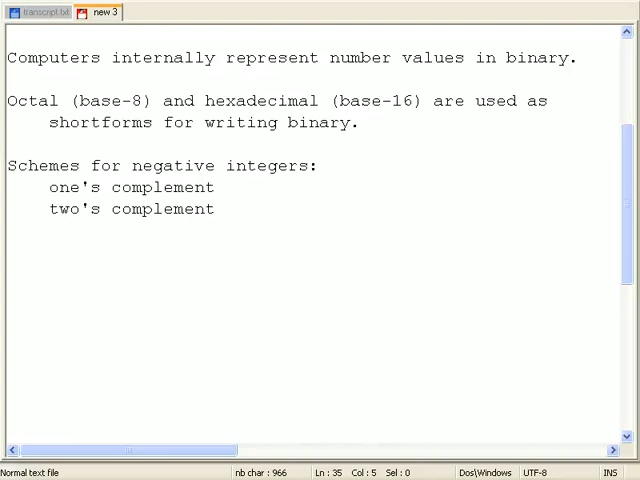 transcript.txt new 3
Computers internally represent number values in binary.
Octal (base-8) and hexadecimal (base-16) are used as
shortforms for writing binary.
Schemes for negative integers:
one's complement
two's complement
Normal text file nb char : 966 Ln : 35 Col : 5 Sel : 0 Dos\Windows UTF-8 INS